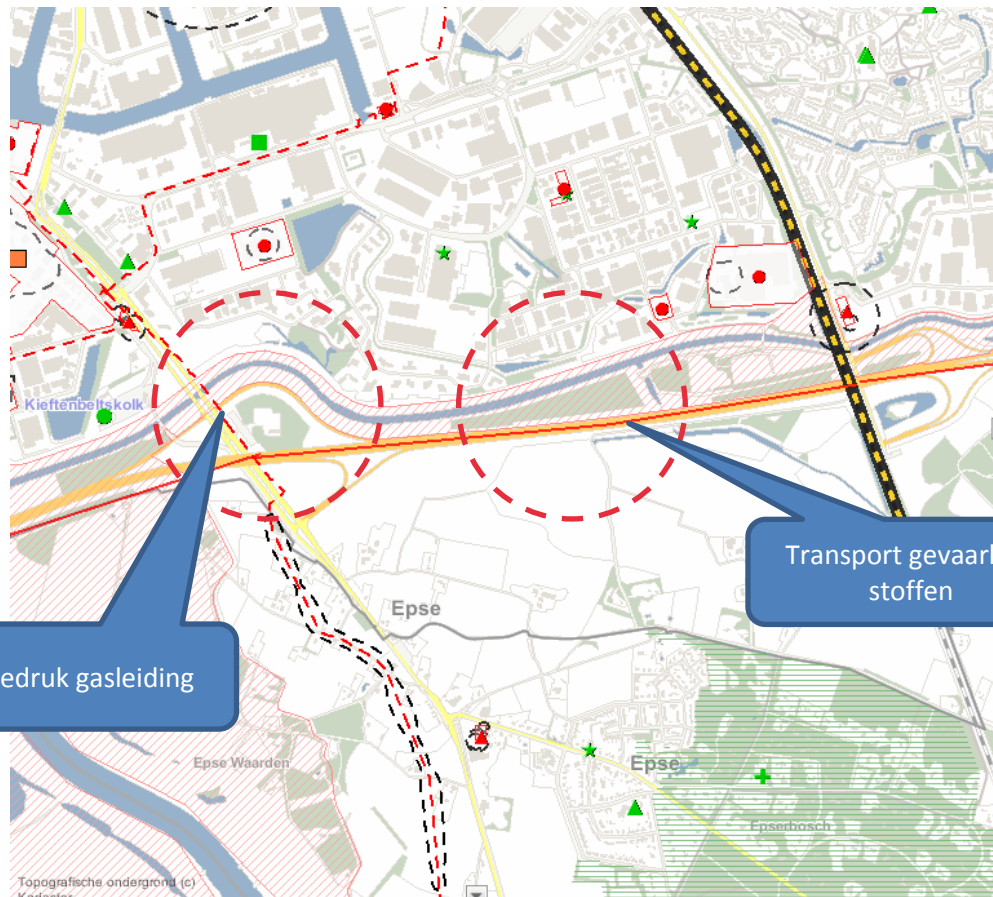 Kieftenbeltskolk
Transport gevaarl
stoffen
Epse
edruk gasleiding
Epse Waarden
Epse
Epserbosch
Topografische ondergrond (c)
Kadaster